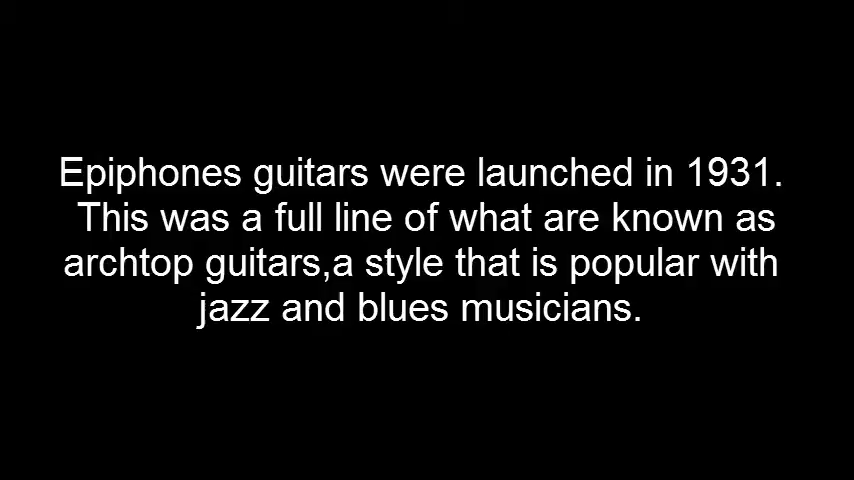 Epiphones guitars were launched in 1931.
This was a full line of what are known as
archtop guitars,a style that is popular with
jazz and blues musicians.